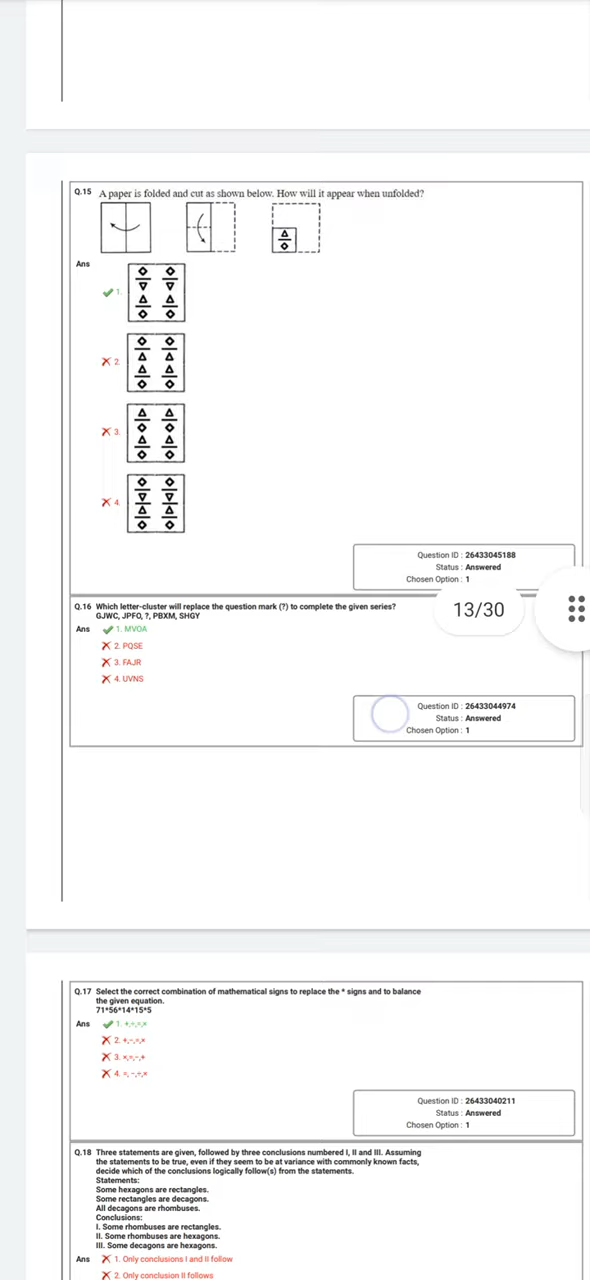 Q.15 A paper is folded and cut as shown below. How will it appear when unfolded?
Ans
1.
2.
3.
4.
Question ID : 26433045188
Status : Answered
Chosen Option : 1
Q.16 Which letter-cluster will replace the question mark (?) to complete the given series?
GJWC, JPFO, ?, PBXM, SHGY
13/30
Ans 1. MVOA
2. PQSE
3. FAJR
4. UVNS
Question ID : 26433044974
Status : Answered
Chosen Option : 1
Q.17 Select the correct combination of mathematical signs to replace the * signs and to balance
the given equation.
71*56*14*15*5
Ans 1. +,÷,=,×
2.
3.
4.
Question ID : 26433040211
Status : Answered
Chosen Option : 1
Q.18 Three statements are given, followed by three conclusions numbered I, II and III. Assuming
the statements to be true, even if they seem to be at variance with commonly known facts,
decide which of the conclusions logically follow(s) from the statements.
Statements:
Some hexagons are rectangles.
Some rectangles are decagons.
All decagons are rhombuses.
Conclusions:
I. Some rhombuses are rectangles.
II. Some rhombuses are hexagons.
III. Some decagons are hexagons.
Ans 1. Only conclusions I and II follow
2. Only conclusion II follows